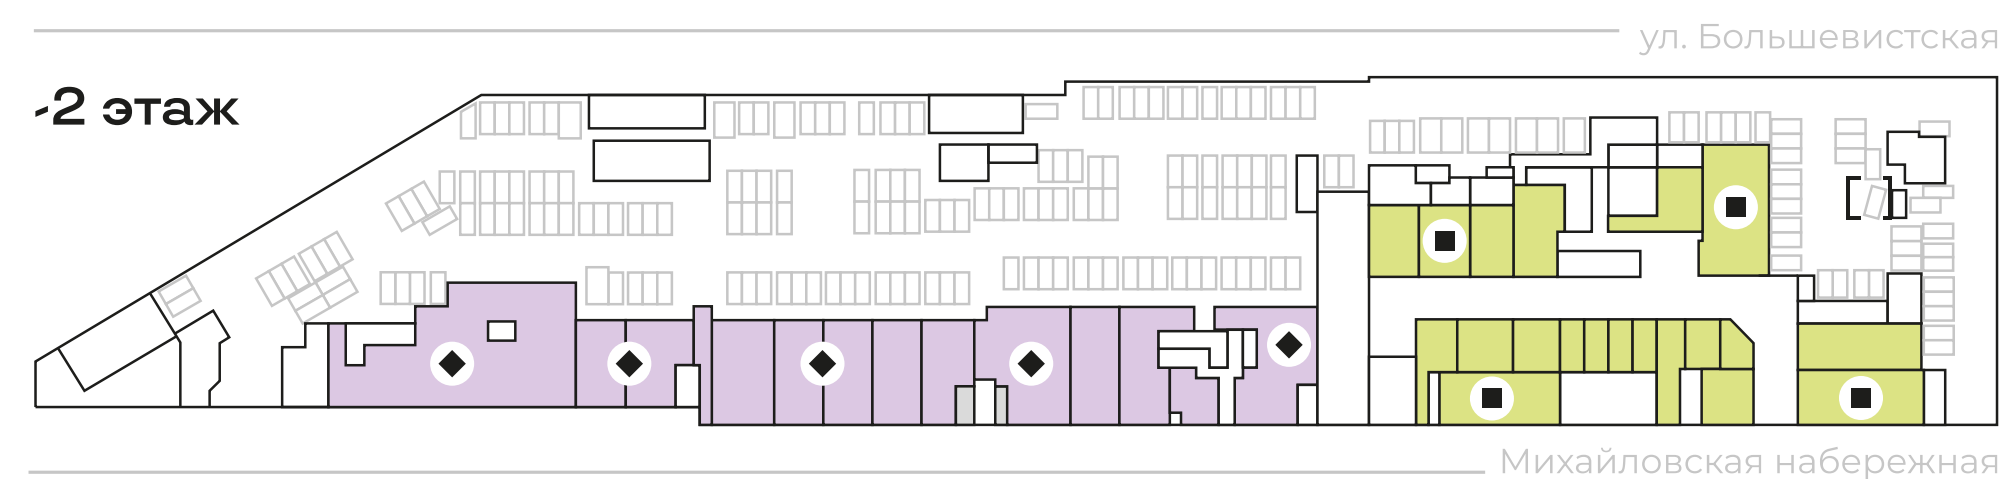 ул. Большевистская
-2 этаж
Михайловская набережная